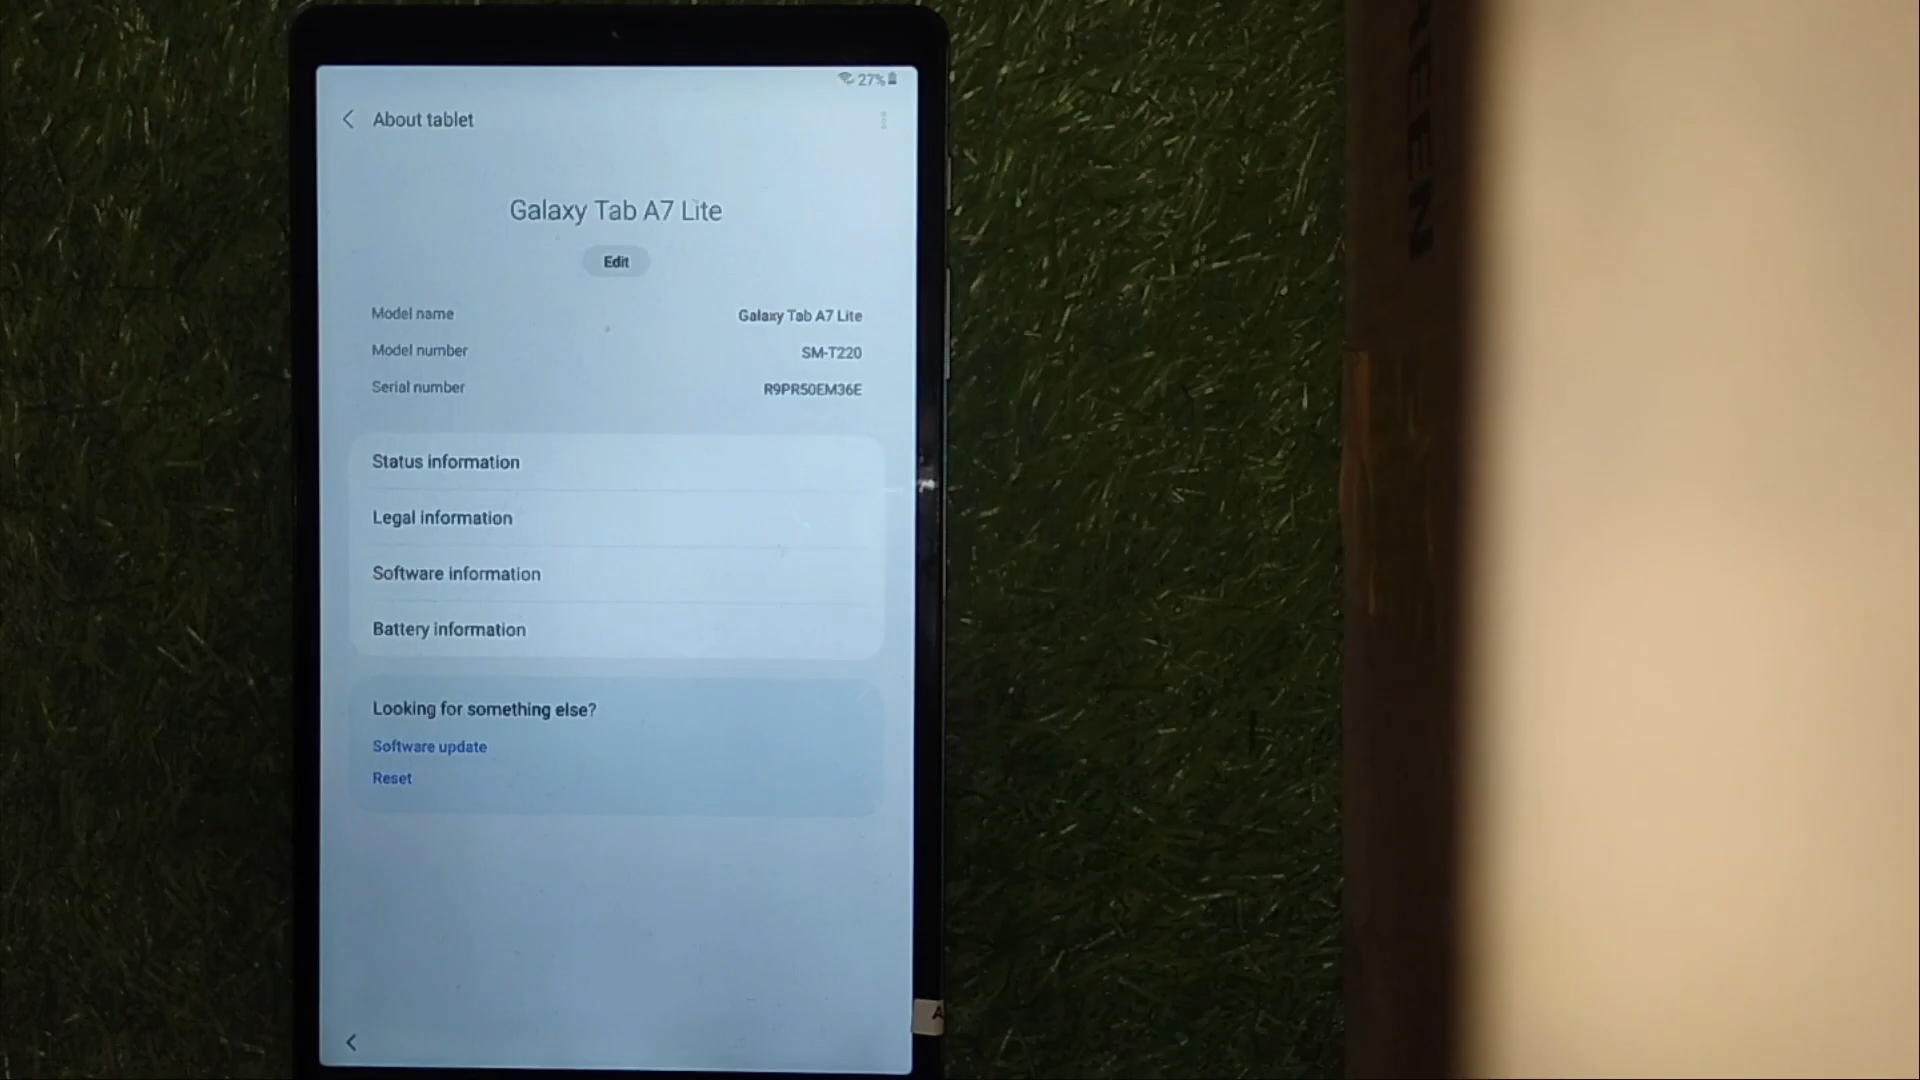 27%
About tablet
Galaxy Tab A7 Lite
Edit
Model name Galaxy Tab A7 Lite
Model number SM-T220
Serial number R9PR50EM36E
Status information
Legal information
Software information
Battery information
Looking for something else?
Software update
Reset
A